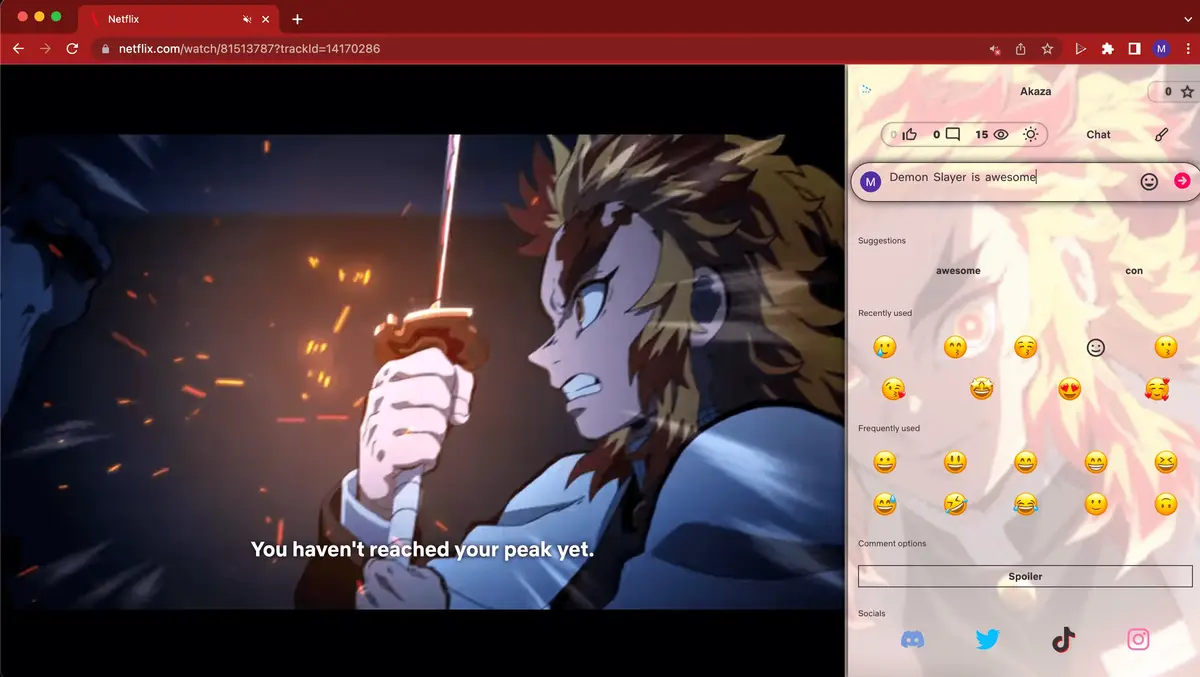 Netflix
netflix.com/watch/81513787?trackId=14170286
M
Akaza
0
0
0
15
Chat
M
Demon Slayer is awesome
Suggestions
awesome
con
Recently used
Frequently used
You haven't reached your peak yet.
Comment options
Spoiler
Socials